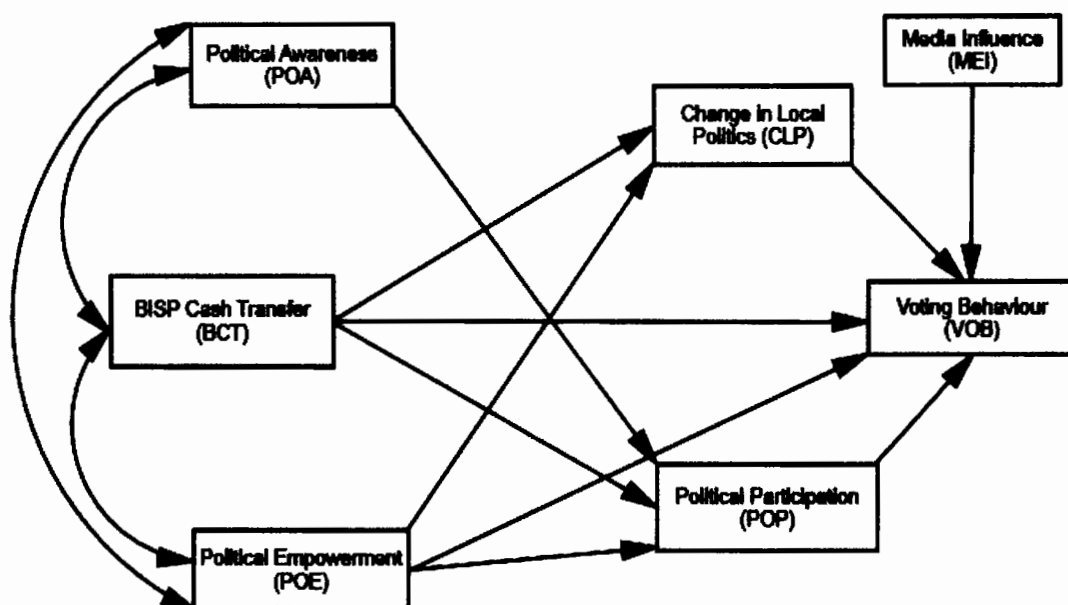 Political Awareness
(POA)
Media Influence
(MEI)
Change in Local
Politics (CLP)
BISP Cash Transfer
(BCT)
Voting Behaviour
(VOB)
Political Participation
(POP)
Political Empowerment
(POE)